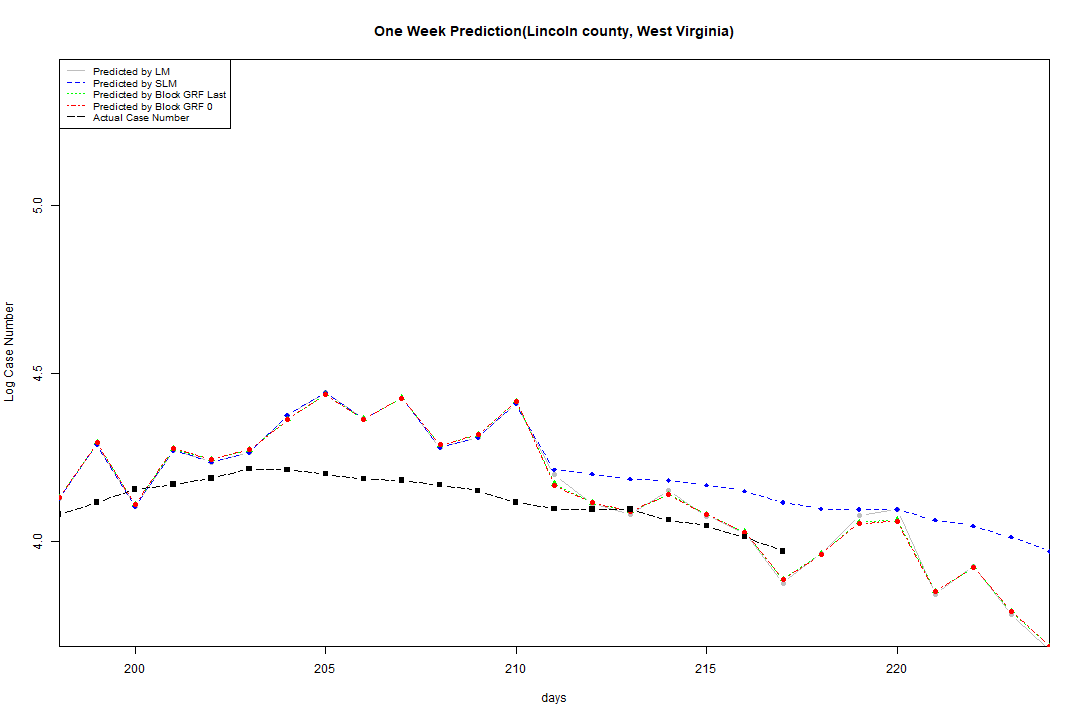 One Week Prediction(Lincoln county, West Virginia)
Predicted by LM
Predicted by SLM
Predicted by Block GRF Last
Predicted by Block GRF 0
Actual Case Number
5.0
4.5
4.0
Log Case Number
200 205 210 215 220
days